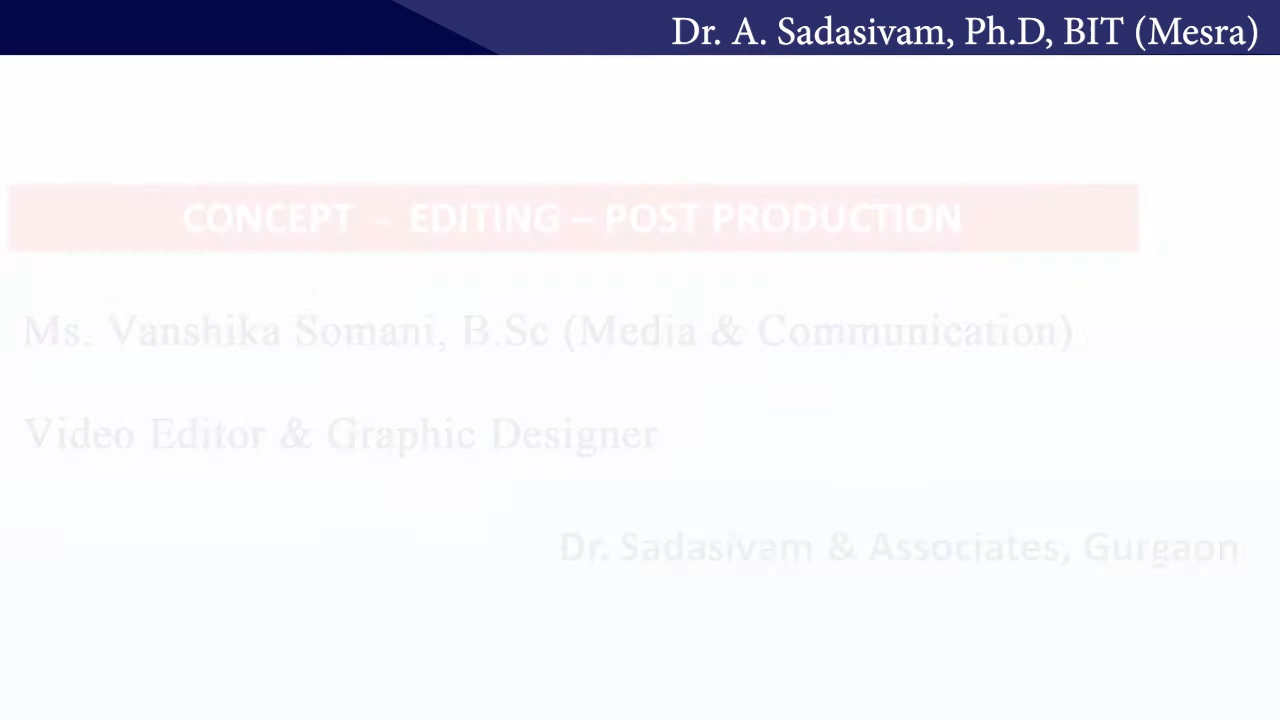 Dr. A. Sadasivam, Ph.D, BIT (Mesra)
CONCEPT - EDITING – POST PRODUCTION
Ms. Vanshika Somani, B.Sc (Media & Communication)
Video Editor & Graphic Designer
Dr. Sadasivam & Associates, Gurgaon